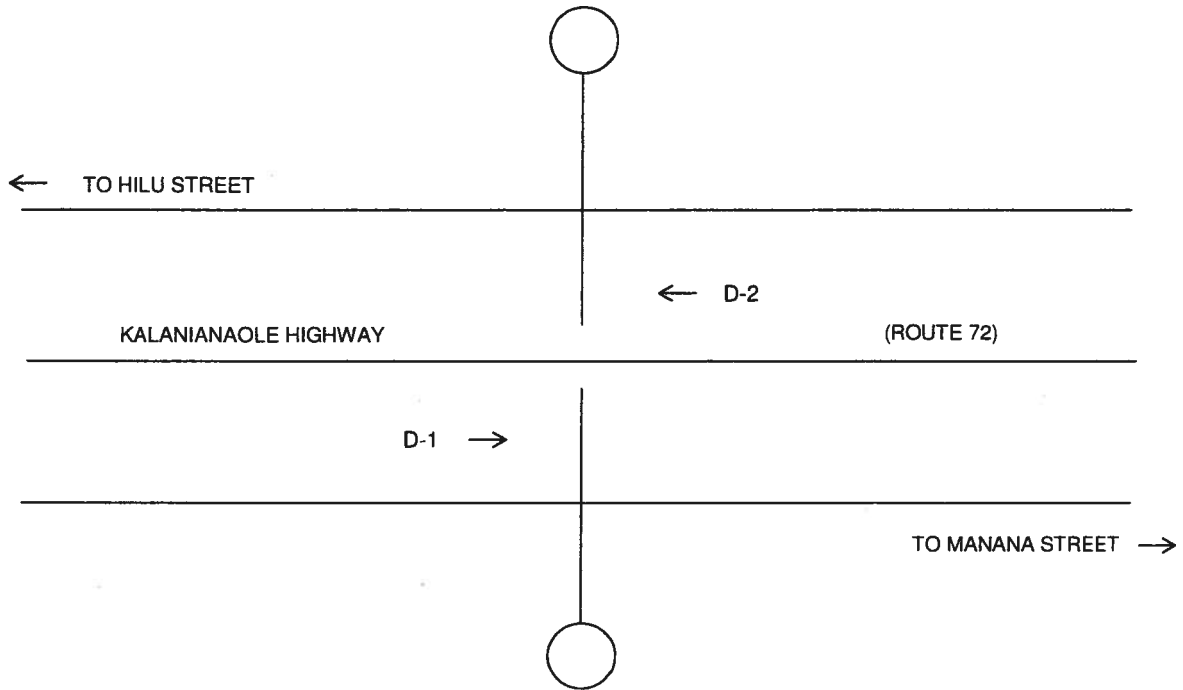 TO HILU STREET
D-2
KALANIANAOLE HIGHWAY (ROUTE 72)
D-1
TO MANANA STREET